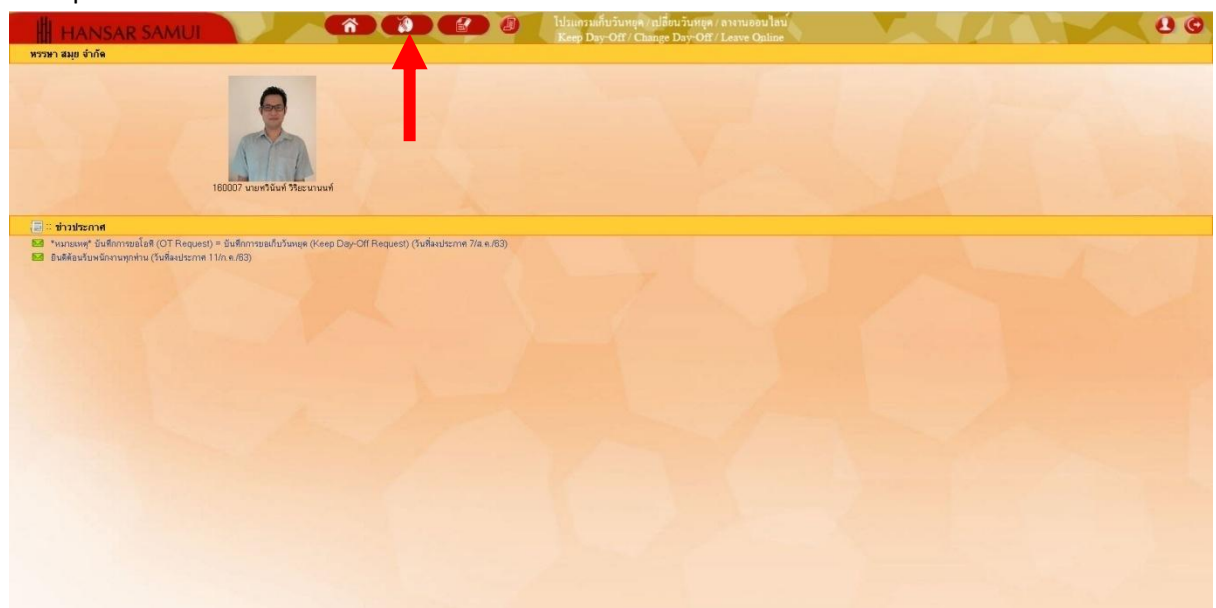 HANSAR SAMUI
โปรแกรมเก็บวันหยุด / เปลี่ยนวันหยุด / ลางานออนไลน์
Keep Day-Off / Change Day-Off / Leave Online
หรรษา สมุย จำกัด
160007 นายทวินันท์ วิริยะนานนท์
:: ข่าวประกาศ
*หมายเหตุ* บันทึกการขอโอที (OT Request) = บันทึกการขอเก็บวันหยุด (Keep Day-Off Request) (วันที่ลงประกาศ 7/ส.ค./63)
ยินดีต้อนรับพนักงานทุกท่าน (วันที่ลงประกาศ 11/ก.ค./63)